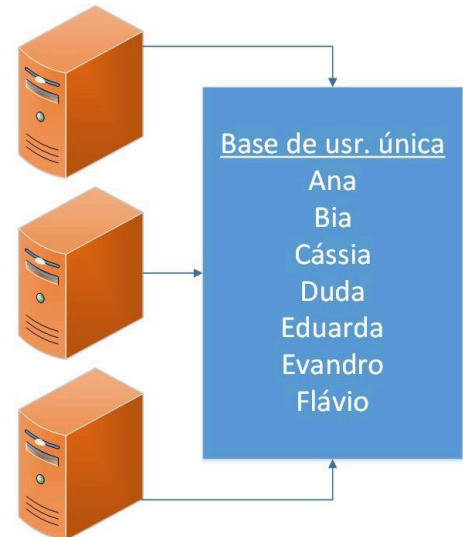 Base de usr. única
Ana
Bia
Cássia
Duda
Eduarda
Evandro
Flávio